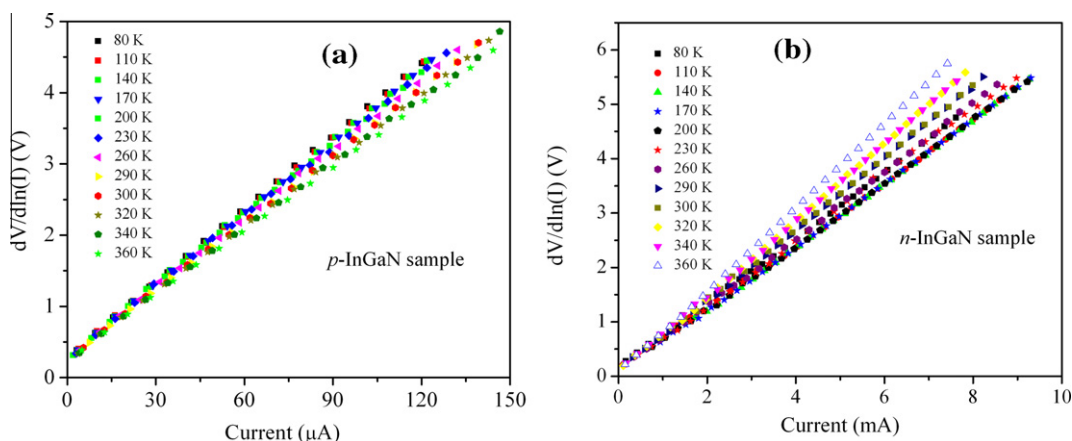 (a)
dV/dln(I) (V)
5
4
3
2
1
0
80 K
110 K
140 K
170 K
200 K
230 K
260 K
290 K
300 K
320 K
340 K
360 K
p-InGaN sample
0 30 60 90 120 150
Current (μA)
(b)
dV/dln(I) (V)
6
5
4
3
2
1
0
80 K
110 K
140 K
170 K
200 K
230 K
260 K
290 K
300 K
320 K
340 K
360 K
n-InGaN sample
0 2 4 6 8 10
Current (mA)